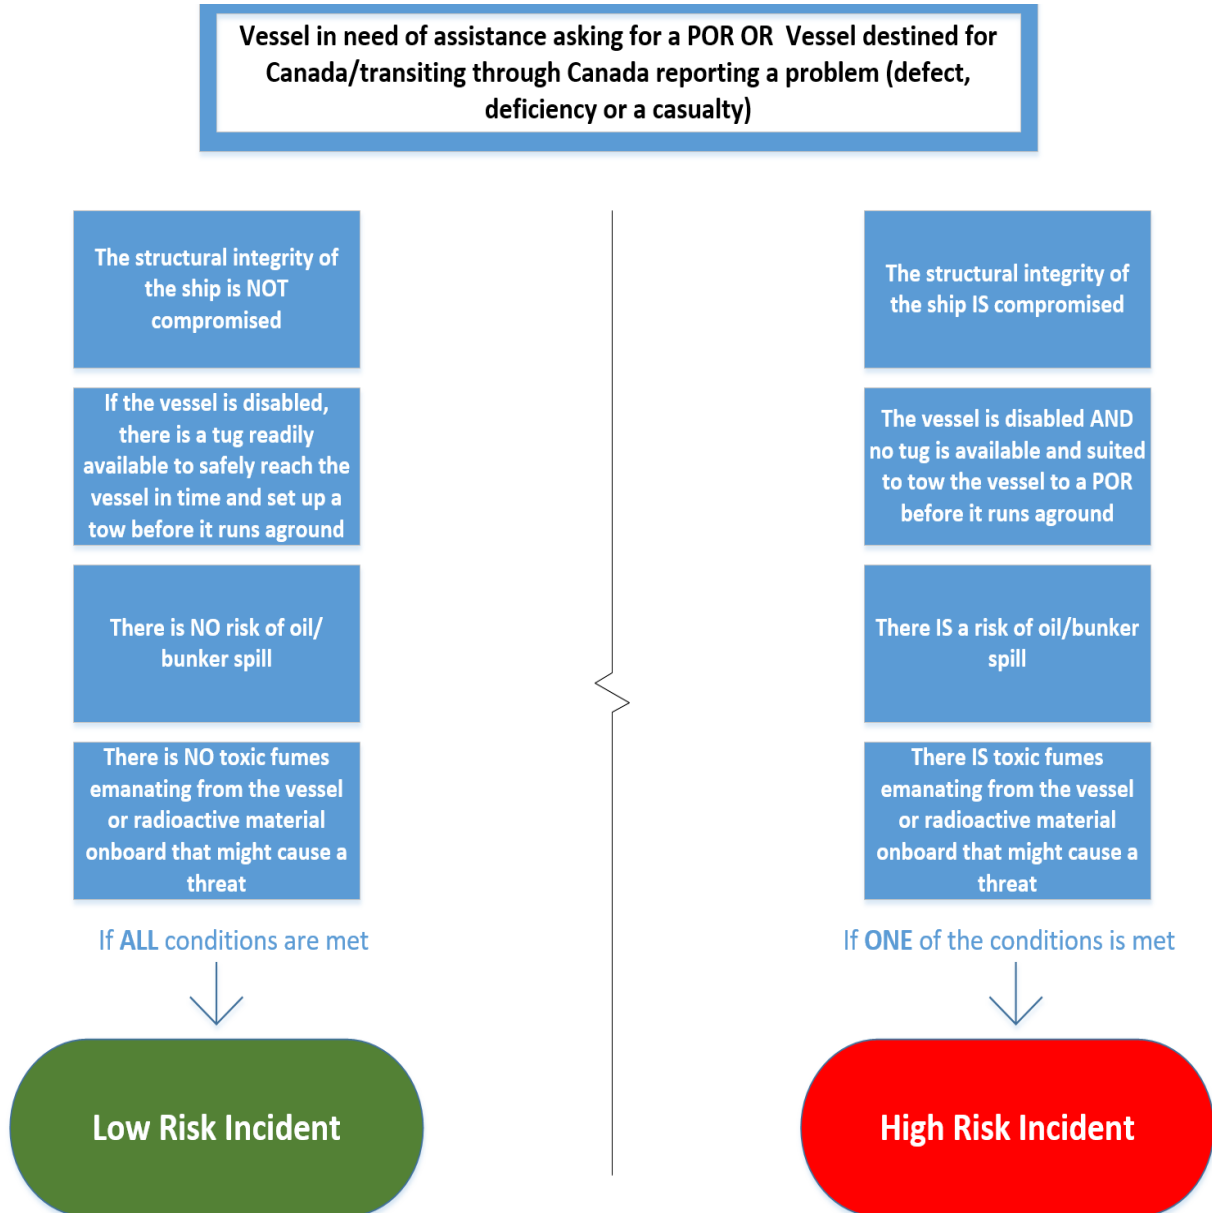 Vessel in need of assistance asking for a POR OR Vessel destined for
Canada/transiting through Canada reporting a problem (defect,
deficiency or a casualty)
The structural integrity of
the ship is NOT
compromised
If the vessel is disabled,
there is a tug readily
available to safely reach the
vessel in time and set up a
tow before it runs aground
There is NO risk of oil/
bunker spill
There is NO toxic fumes
emanating from the vessel
or radioactive material
onboard that might cause a
threat
If ALL conditions are met
Low Risk Incident
The structural integrity of
the ship IS compromised
The vessel is disabled AND
no tug is available and suited
to tow the vessel to a POR
before it runs aground
There IS a risk of oil/bunker
spill
There IS toxic fumes
emanating from the vessel
or radioactive material
onboard that might cause a
threat
If ONE of the conditions is met
High Risk Incident